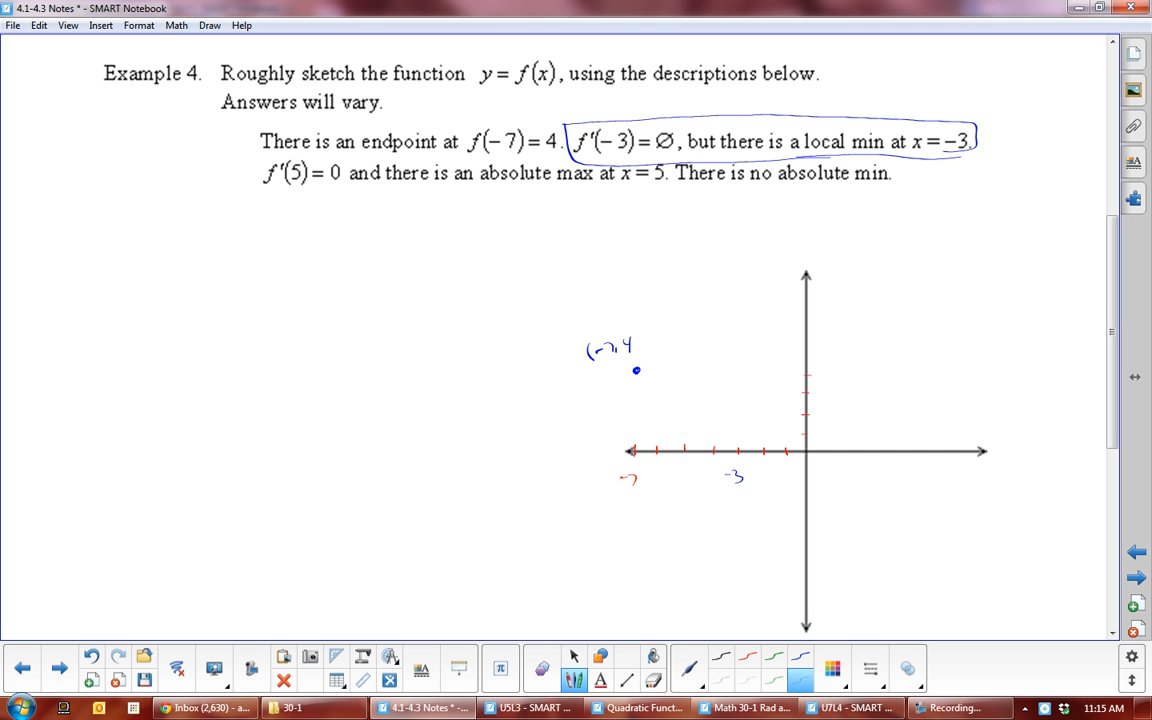 4.1-4.3 Notes * - SMART Notebook
File Edit View Insert Format Math Draw Help
Example 4. Roughly sketch the function y = f(x), using the descriptions below.
Answers will vary.
There is an endpoint at f(−7) = 4. f'(−3) = ∅, but there is a local min at x = −3.
f'(5) = 0 and there is an absolute max at x = 5. There is no absolute min.
(-7,4
-7 -3
π A
Inbox (2,630) - a... 30-1 4.1-4.3 Notes * -... U5L3 - SMART ... Quadratic Funct... Math 30-1 Rad a... U7L4 - SMART ... Recording... 11:15 AM